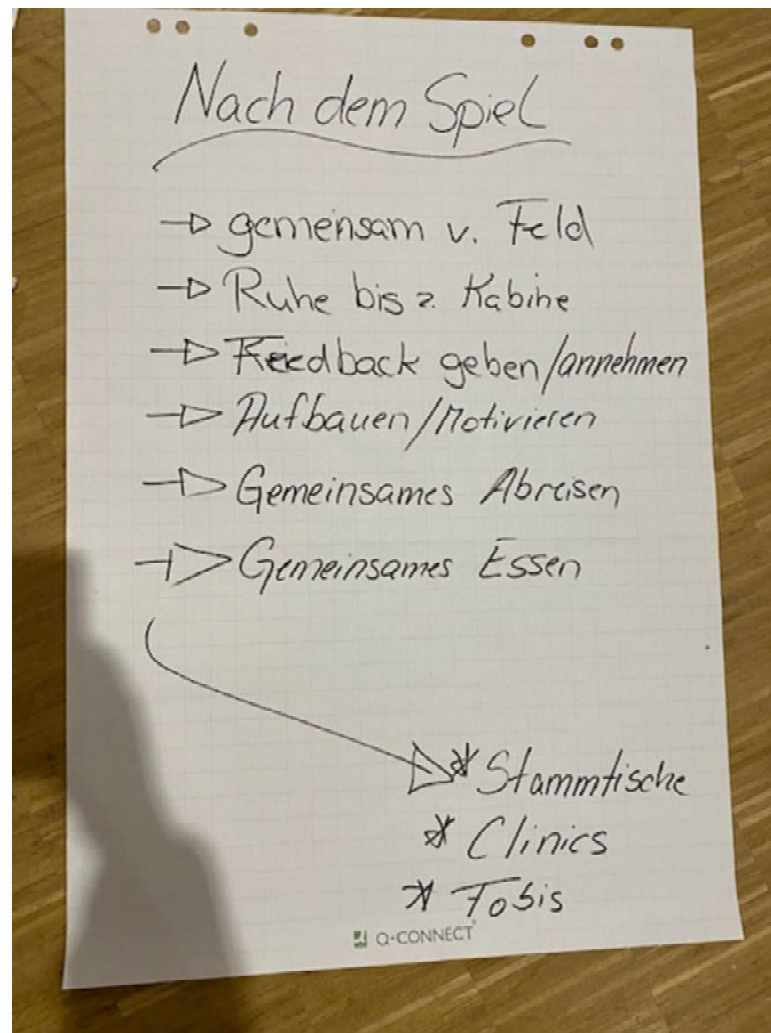 Nach dem Spiel
→ gemeinsam v. Feld
→ Ruhe bis z. Kabine
→ Feedback geben/annehmen
→ Aufbauen/Motivieren
→ Gemeinsames Abreisen
→ Gemeinsames Essen
→ * Stammtische
* Clinics
* Fobis
Q-CONNECT